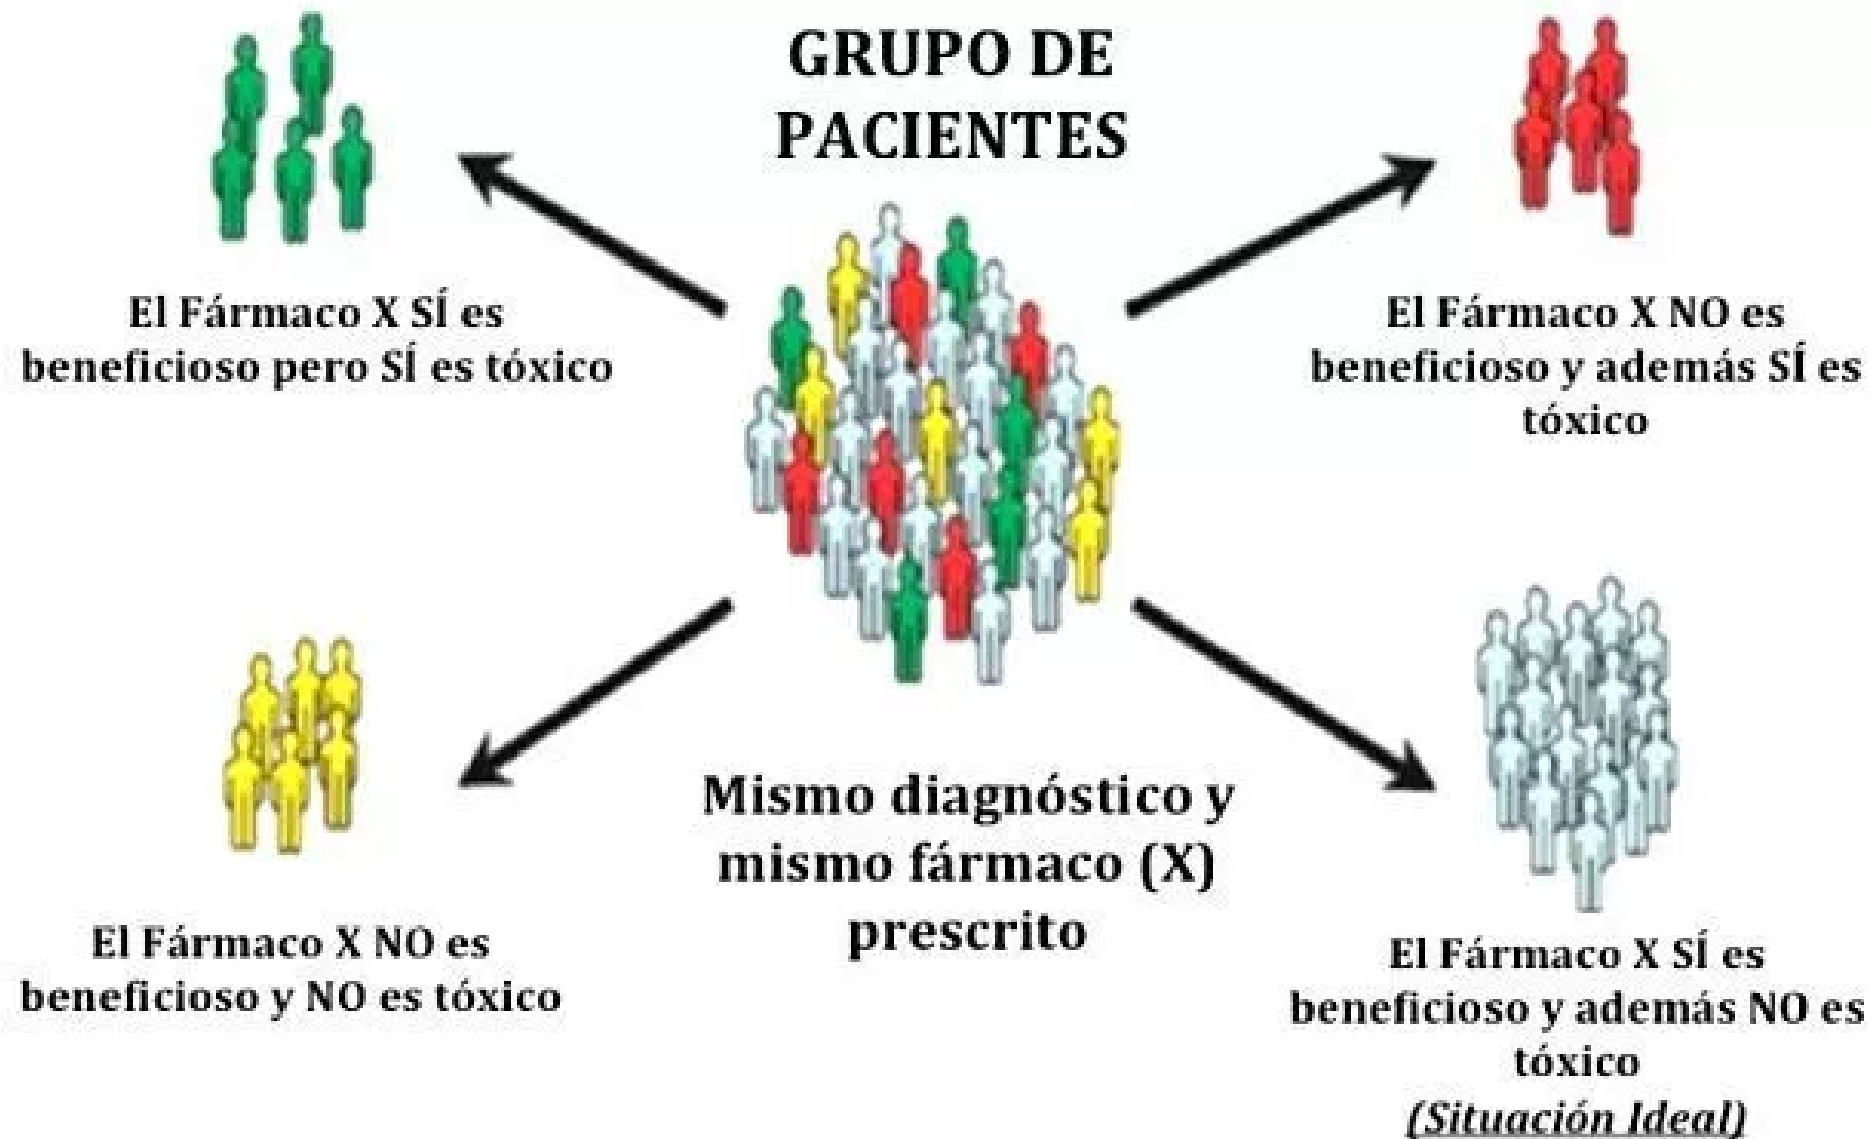 GRUPO DE
PACIENTES
El Fármaco X SÍ es
beneficioso pero SÍ es tóxico
El Fármaco X NO es
beneficioso y además SÍ es
tóxico
El Fármaco X NO es
beneficioso y NO es tóxico
Mismo diagnóstico y
mismo fármaco (X)
prescrito
El Fármaco X SÍ es
beneficioso y además NO es
tóxico
(Situación Ideal)